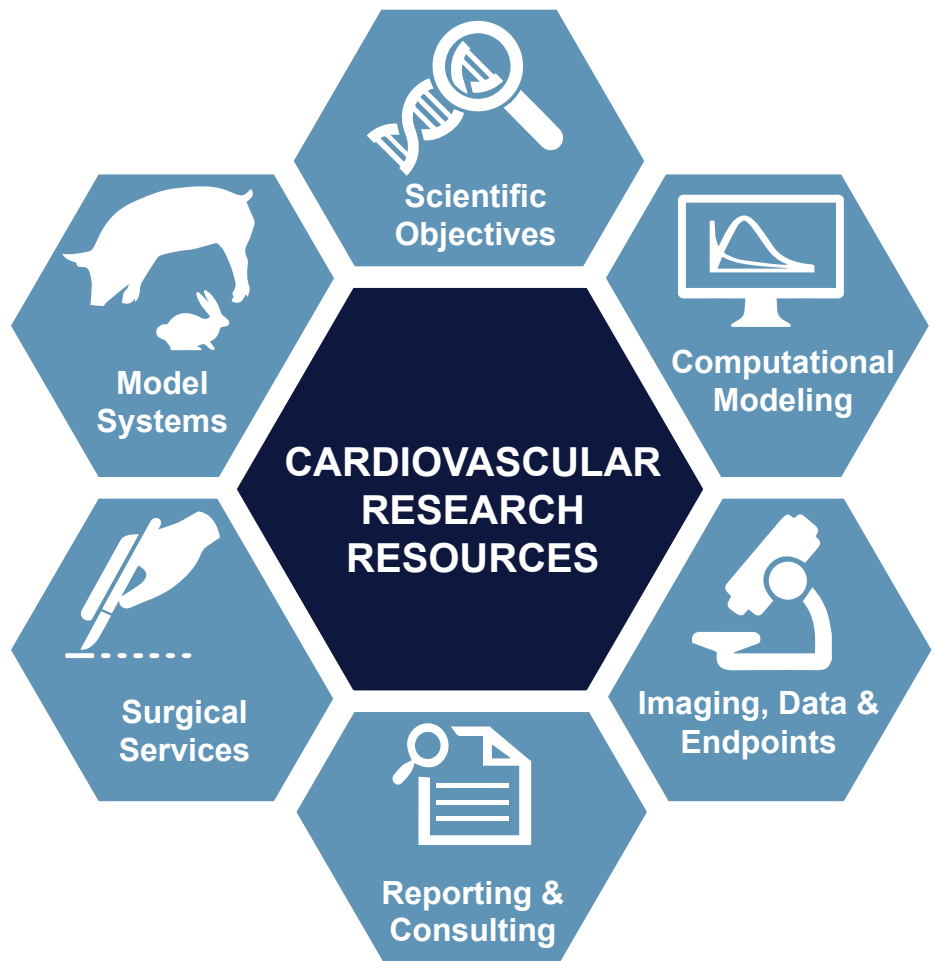 Scientific
Objectives
Computational
Modeling
Imaging, Data &
Endpoints
Reporting &
Consulting
Surgical
Services
Model
Systems
CARDIOVASCULAR
RESEARCH
RESOURCES